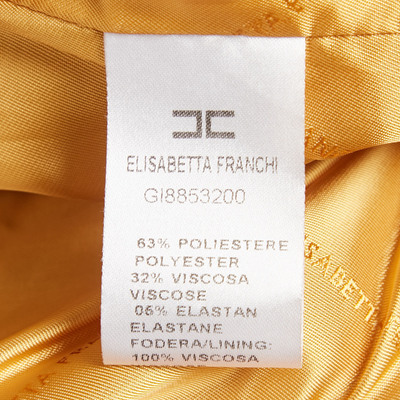 ELISABETTA FRANCHI
GI8853200
63% POLIESTERE
POLYESTER
32% VISCOSA
VISCOSE
05% ELASTAN
ELASTANE
FODERA/LINING:
100% VISCOSA